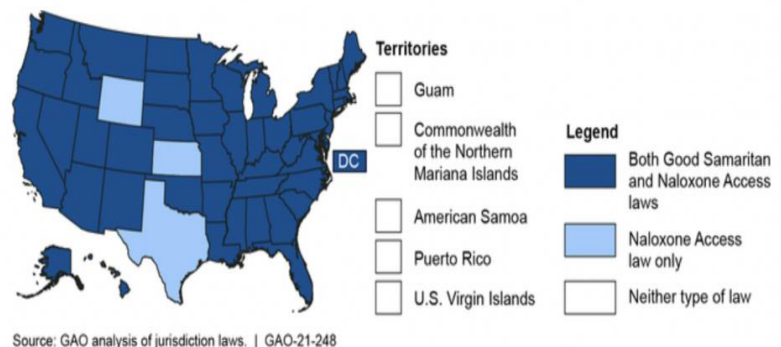 Territories
Guam
Commonwealth
of the Northern
Mariana Islands
American Samoa
Puerto Rico
U.S. Virgin Islands
DC
Legend
Both Good Samaritan
and Naloxone Access
laws
Naloxone Access
law only
Neither type of law
Source: GAO analysis of jurisdiction laws. | GAO-21-248